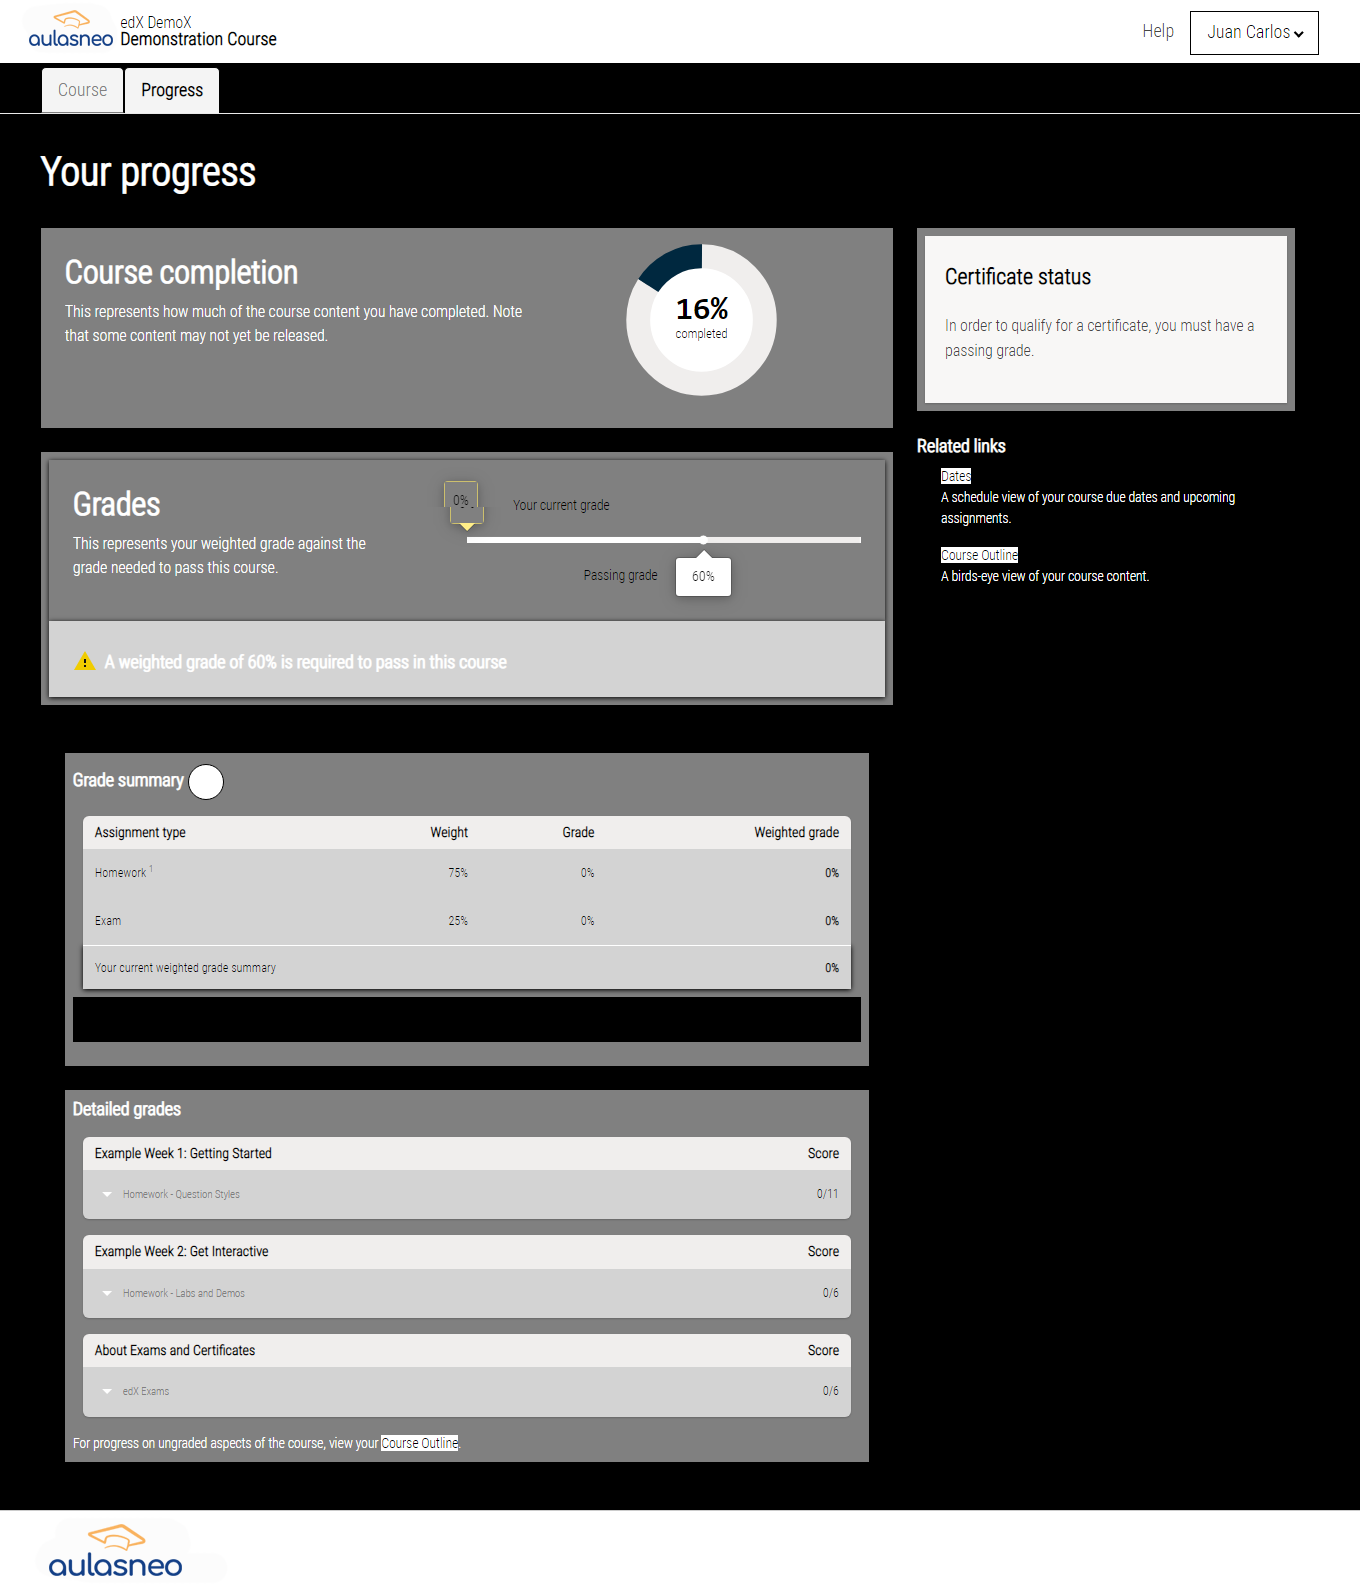 aulasneo
edX DemoX
Demonstration Course
Help
Juan Carlos
Course
Progress
Your progress
Course completion
This represents how much of the course content you have completed. Note
that some content may not yet be released.
16%
completed
Certificate status
In order to qualify for a certificate, you must have a
passing grade.
Related links
Dates
A schedule view of your course due dates and upcoming
assignments.
Course Outline
A birds-eye view of your course content.
Grades
This represents your weighted grade against the
grade needed to pass this course.
0%
Your current grade
Passing grade
60%
A weighted grade of 60% is required to pass in this course
Grade summary
Assignment type Weight Grade Weighted grade
Homework 1 75% 0% 0%
Exam 25% 0% 0%
Your current weighted grade summary 0%
Detailed grades
Example Week 1: Getting Started Score
Homework - Question Styles 0/11
Example Week 2: Get Interactive Score
Homework - Labs and Demos 0/6
About Exams and Certificates Score
edX Exams 0/6
For progress on ungraded aspects of the course, view your Course Outline
aulasneo